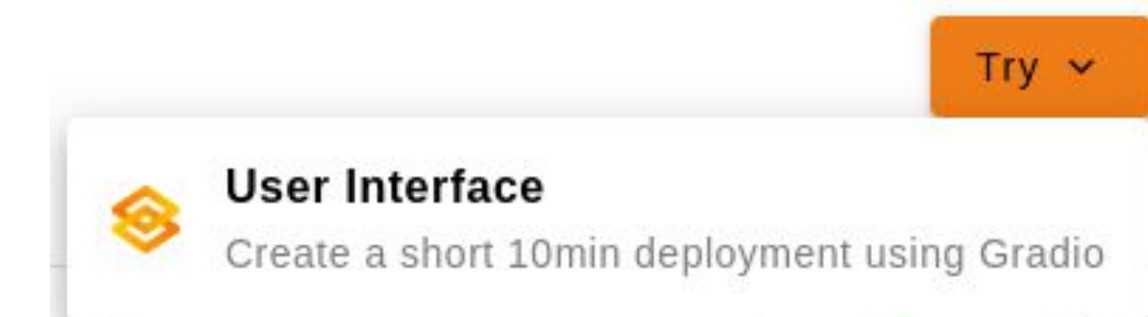 Try
User Interface
Create a short 10min deployment using Gradio